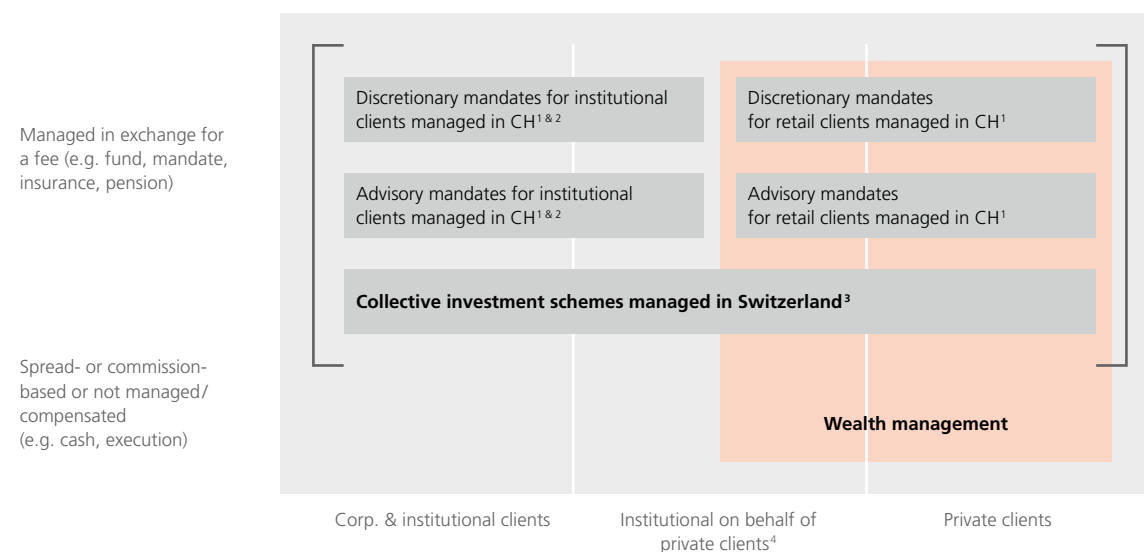 Managed in exchange for
a fee (e.g. fund, mandate,
insurance, pension)
Discretionary mandates for institutional
clients managed in CH¹ & ²
Discretionary mandates
for retail clients managed in CH¹
Advisory mandates for institutional
clients managed in CH¹ & ²
Advisory mandates
for retail clients managed in CH¹
Collective investment schemes managed in Switzerland³
Spread- or commission-
based or not managed/
compensated
(e.g. cash, execution)
Wealth management
Corp. & institutional clients
Institutional on behalf of
private clients⁴
Private clients